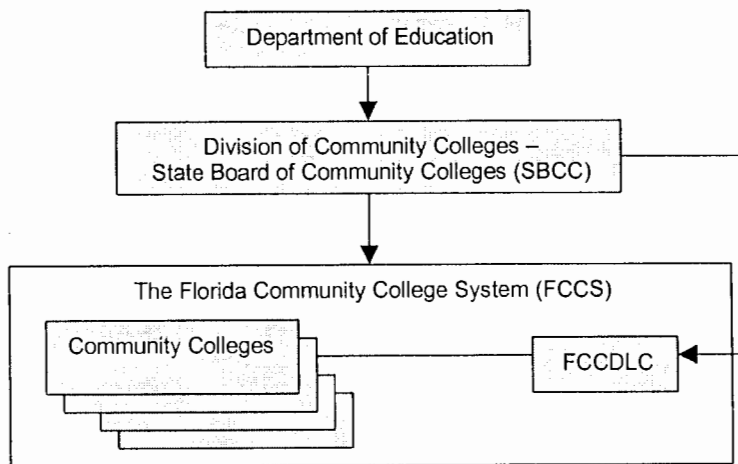 Department of Education
Division of Community Colleges –
State Board of Community Colleges (SBCC)
The Florida Community College System (FCCS)
Community Colleges
FCCDLC